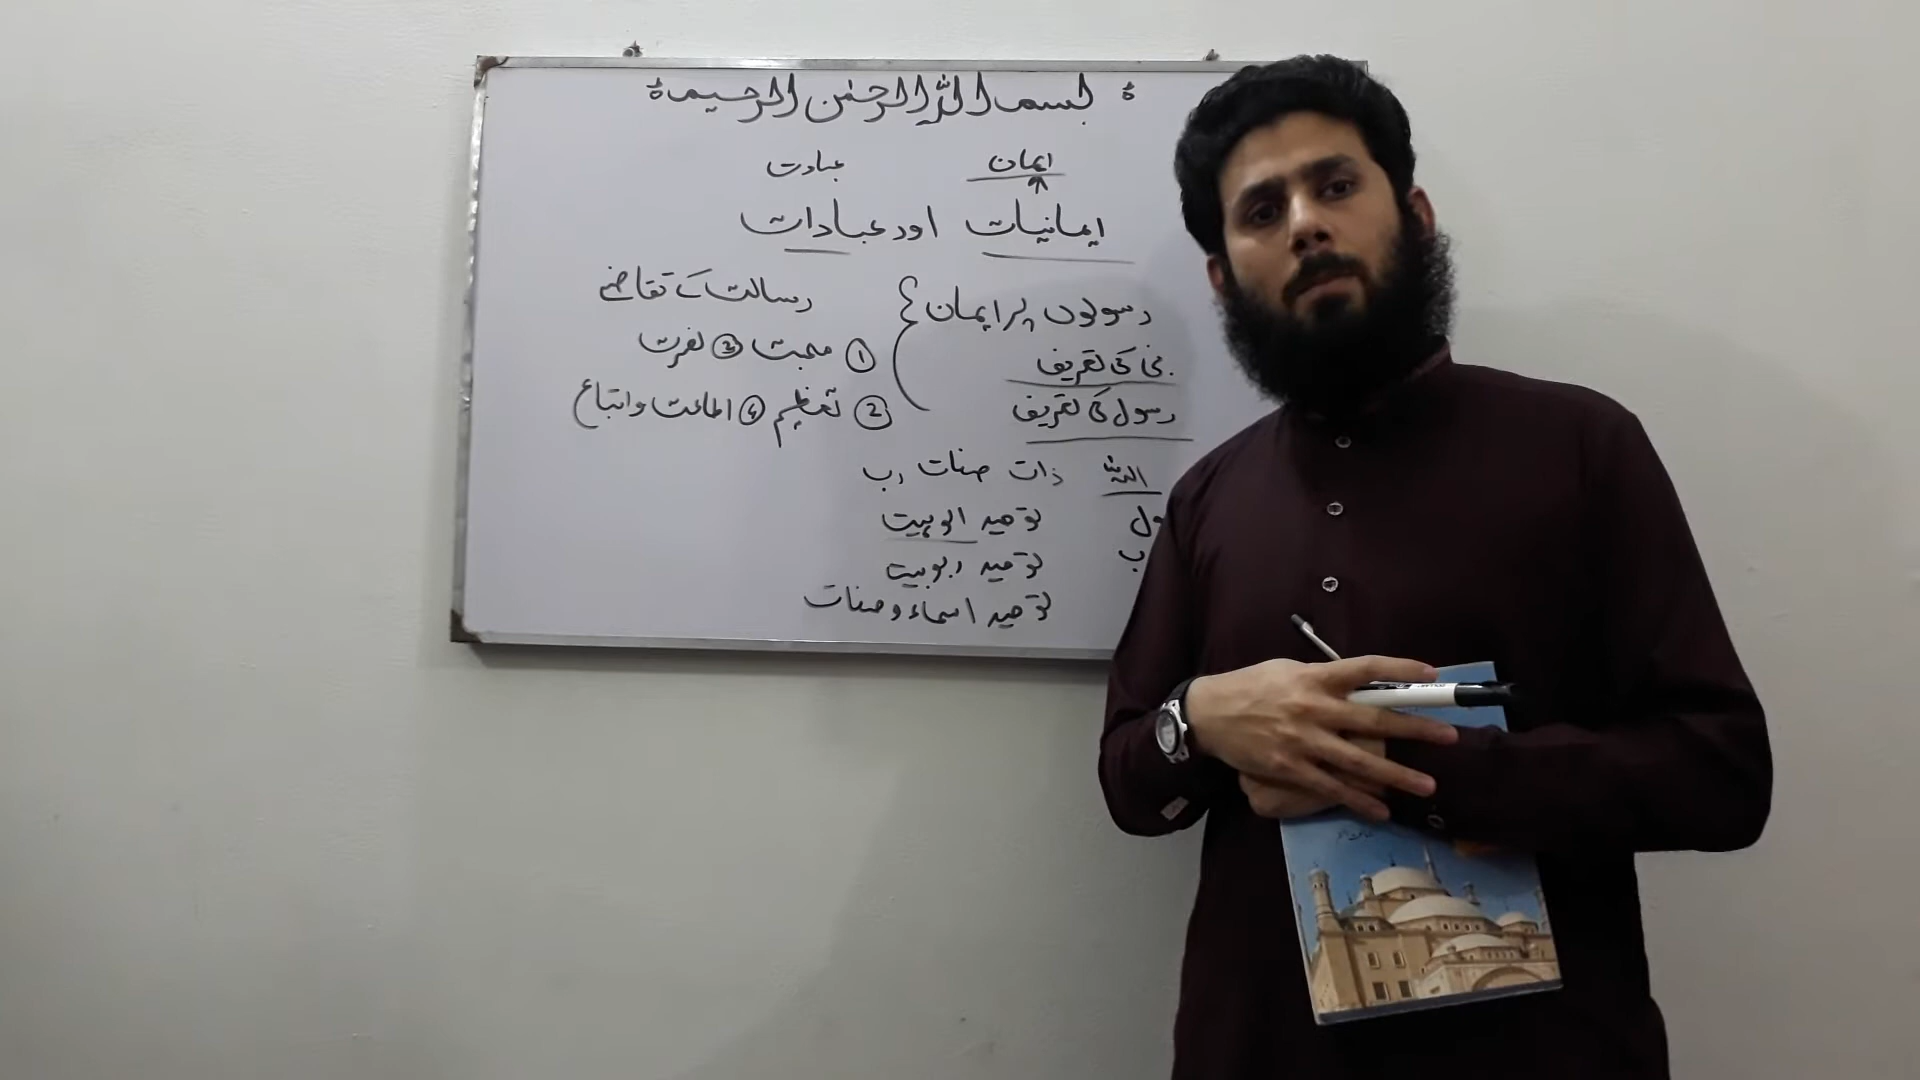 بسم اللہ الرحمٰن الرحیم
ایمان عبادت
ایمانیات اور عبادات
رسولوں پر ایمان
نبی کی تعریف
رسول کی تعریف
رسالت کے تقاضے
① محبت ③ نصرت
② تعظیم ④ اطاعت و اتباع
اللہ ذات صفات رب
توحید الوہیت
توحید ربوبیت
توحید اسماء و صفات